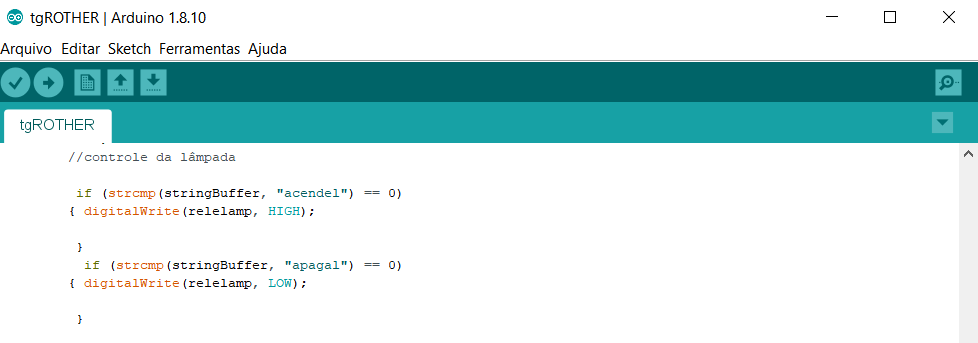 tgROTHER | Arduino 1.8.10
Arquivo Editar Sketch Ferramentas Ajuda
tgROTHER
//controle da lâmpada
if (strcmp(stringBuffer, "acendel") == 0)
{ digitalWrite(relelamp, HIGH);
}
if (strcmp(stringBuffer, "apagal") == 0)
{ digitalWrite(relelamp, LOW);
}